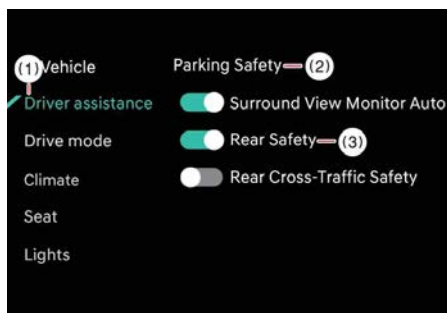 (1) Vehicle
Driver assistance
Drive mode
Climate
Seat
Lights
Parking Safety (2)
Surround View Monitor Auto
Rear Safety (3)
Rear Cross-Traffic Safety